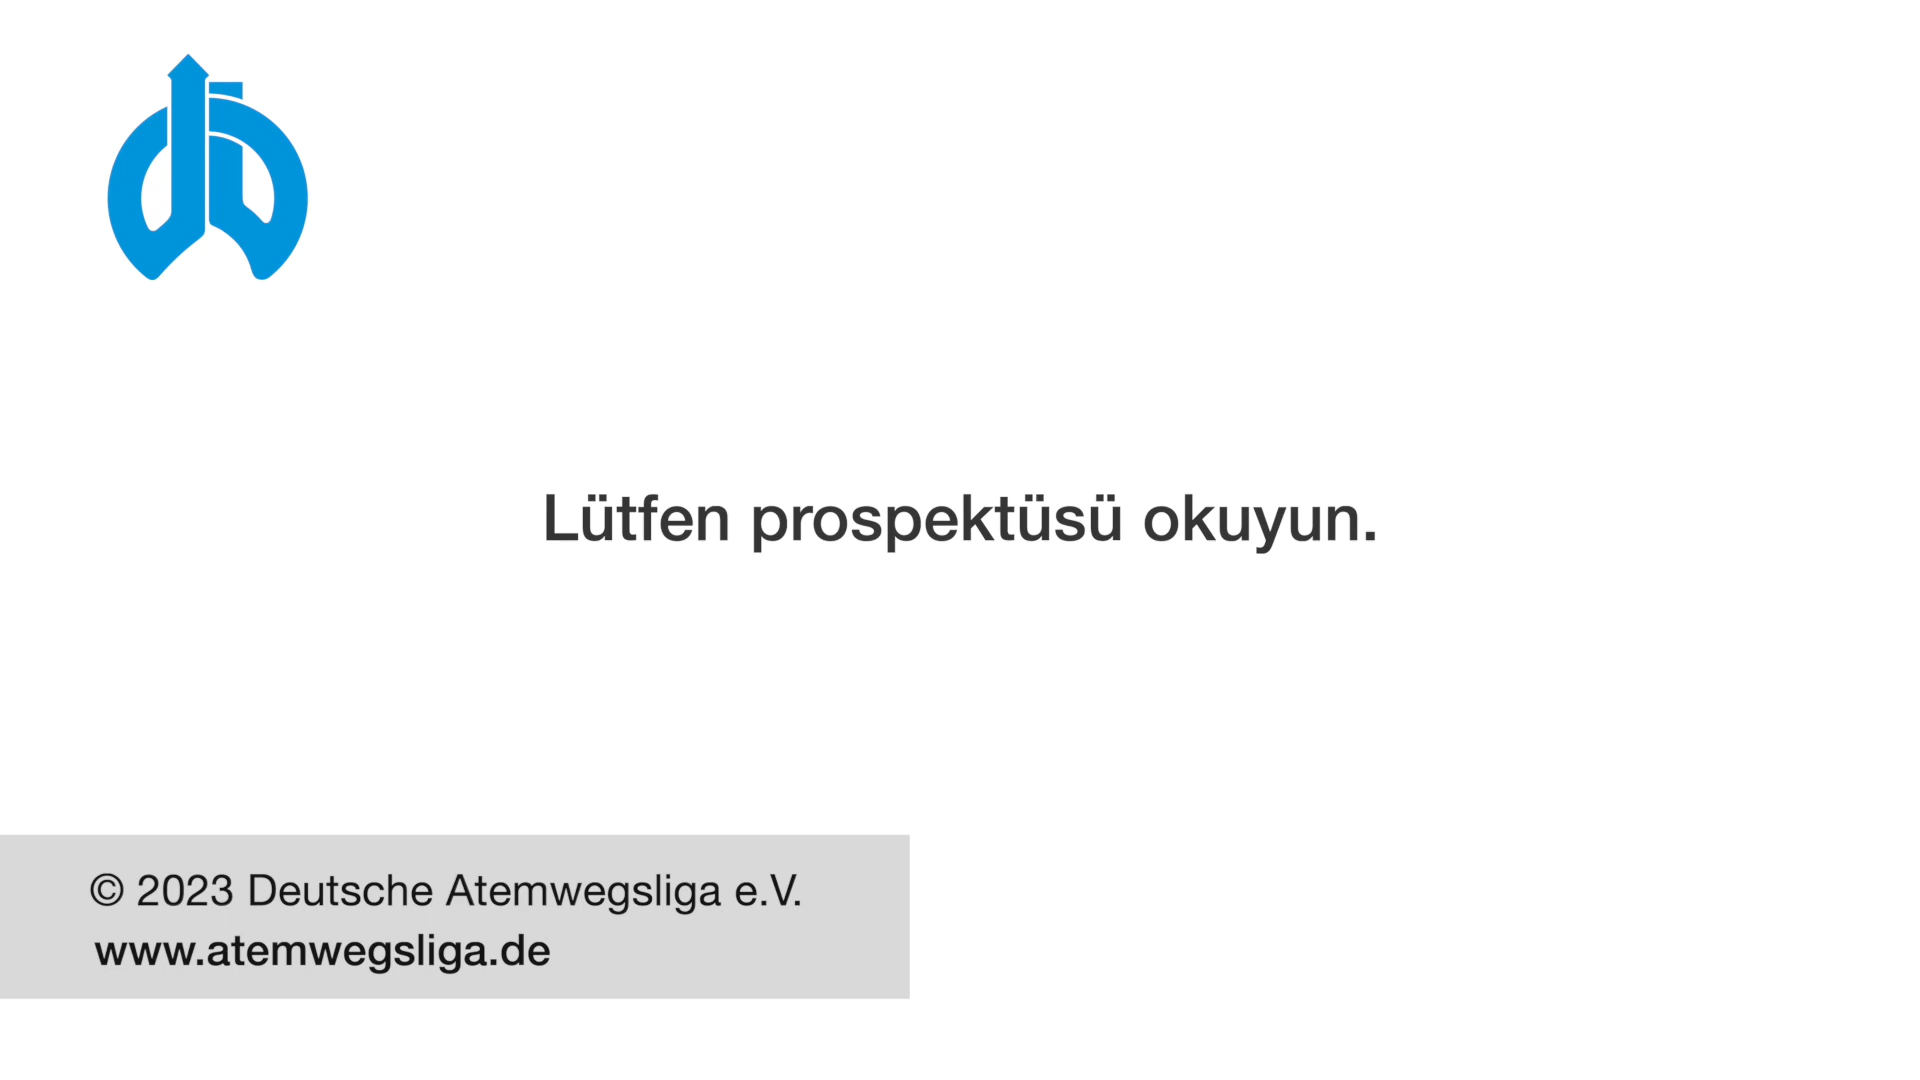 Lütfen prospektüsü okuyun.
© 2023 Deutsche Atemwegsliga e.V.
www.atemwegsliga.de